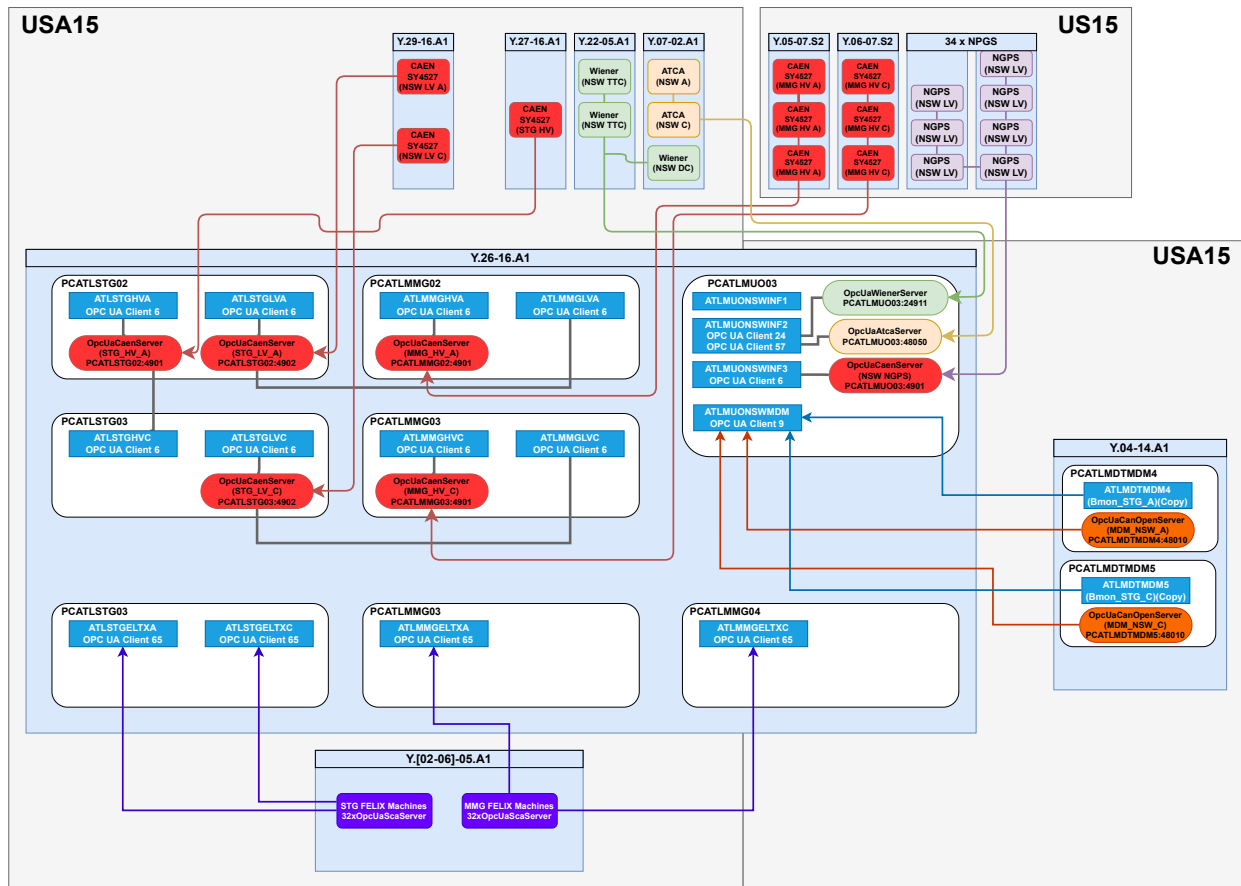 USA15
US15
Y.29-16.A1
CAEN
SY4527
(NSW LV A)
CAEN
SY4527
(NSW LV C)
Y.27-16.A1
CAEN
SY4527
(STG HV)
Y.22-05.A1
Wiener
(NSW TTC)
Wiener
(NSW TTC)
Y.07-02.A1
ATCA
(NSW A)
ATCA
(NSW C)
Wiener
(NSW DC)
Y.05-07.S2
CAEN
SY4527
(MMG HV A)
CAEN
SY4527
(MMG HV A)
CAEN
SY4527
(MMG HV A)
Y.06-07.S2
CAEN
SY4527
(MMG HV C)
CAEN
SY4527
(MMG HV C)
CAEN
SY4527
(MMG HV C)
34 x NPGS
NGPS
(NSW LV)
NGPS
(NSW LV)
NGPS
(NSW LV)
NGPS
(NSW LV)
NGPS
(NSW LV)
NGPS
(NSW LV)
NGPS
(NSW LV)
USA15
Y.26-16.A1
PCATLSTG02
ATLSTGHVA
OPC UA Client 6
ATLSTGLVA
OPC UA Client 6
OpcUaCaenServer
(STG_HV_A)
PCATLSTG02:4901
OpcUaCaenServer
(STG_LV_A)
PCATLSTG02:4902
PCATLMMG02
ATLMMGHVA
OPC UA Client 6
ATLMMGLVA
OPC UA Client 6
OpcUaCaenServer
(MMG_HV_A)
PCATLMMG02:4901
PCATLMUO03
ATLMUONSWINF1
ATLMUONSWINF2
OPC UA Client 24
OPC UA Client 57
ATLMUONSWINF3
OPC UA Client 6
ATLMUONSWMDM
OPC UA Client 9
OpcUaWienerServer
PCATLMUO03:24911
OpcUaAtcaServer
PCATLMUO03:48050
OpcUaCaenServer
(NSW NGPS)
PCATLMUO03:4901
PCATLSTG03
ATLSTGHVC
OPC UA Client 6
ATLSTGLVC
OPC UA Client 6
OpcUaCaenServer
(STG_LV_C)
PCATLSTG03:4902
PCATLMMG03
ATLMMGHVC
OPC UA Client 6
ATLMMGLVC
OPC UA Client 6
OpcUaCaenServer
(MMG_HV_C)
PCATLMMG03:4901
Y.04-14.A1
PCATLMDTMDM4
ATLMDTMDM4
(Bmon_STG_A)(Copy)
OpcUaCanOpenServer
(MDM_NSW_A)
PCATLMDTMDM4:48010
PCATLMDTMDM5
ATLMDTMDM5
(Bmon_STG_C)(Copy)
OpcUaCanOpenServer
(MDM_NSW_C)
PCATLMDTMDM5:48010
PCATLSTG03
ATLSTGELTXA
OPC UA Client 65
ATLSTGELTXC
OPC UA Client 65
PCATLMMG03
ATLMMGELTXA
OPC UA Client 65
PCATLMMG04
ATLMMGELTXC
OPC UA Client 65
Y.[02-06]-05.A1
STG FELIX Machines
32xOpcUaScaServer
MMG FELIX Machines
32xOpcUaScaServer